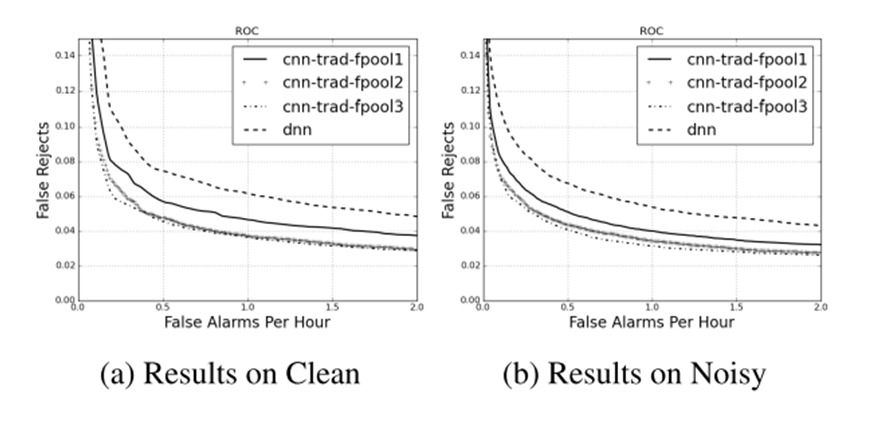 ROC
0.14
0.12
0.10
0.08
0.06
0.04
0.02
0.00
False Rejects
cnn-trad-fpool1
cnn-trad-fpool2
cnn-trad-fpool3
dnn
0.0 0.5 1.0 1.5 2.0
False Alarms Per Hour
(a) Results on Clean
ROC
0.14
0.12
0.10
0.08
0.06
0.04
0.02
0.00
False Rejects
cnn-trad-fpool1
cnn-trad-fpool2
cnn-trad-fpool3
dnn
0.0 0.5 1.0 1.5 2.0
False Alarms Per Hour
(b) Results on Noisy